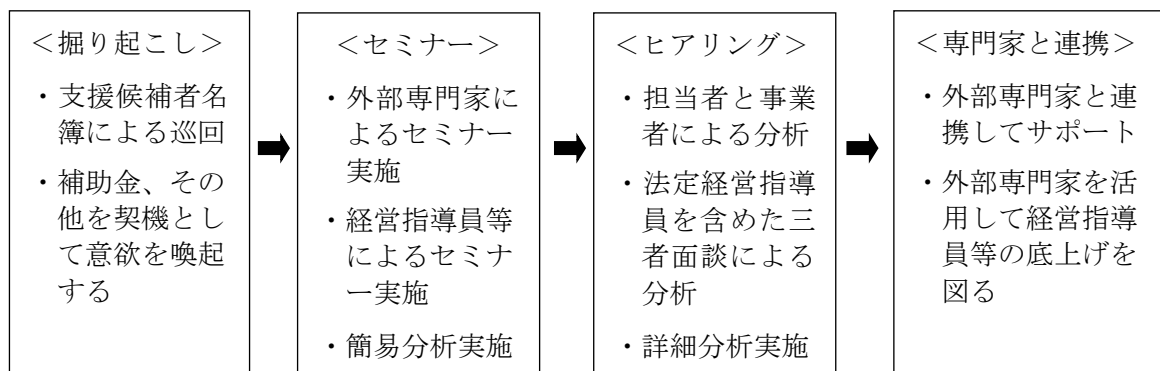 ＜掘り起こし＞
・支援候補者名
簿による巡回
・補助金、その
他を契機とし
て意欲を喚起
する
＜セミナー＞
・外部専門家に
よるセミナー
実施
・経営指導員等
によるセミナ
ー実施
・簡易分析実施
＜ヒアリング＞
・担当者と事業
者による分析
・法定経営指導
員を含めた三
者面談による
分析
・詳細分析実施
＜専門家と連携＞
・外部専門家と連
携してサポート
・外部専門家を活
用して経営指導
員等の底上げを
図る